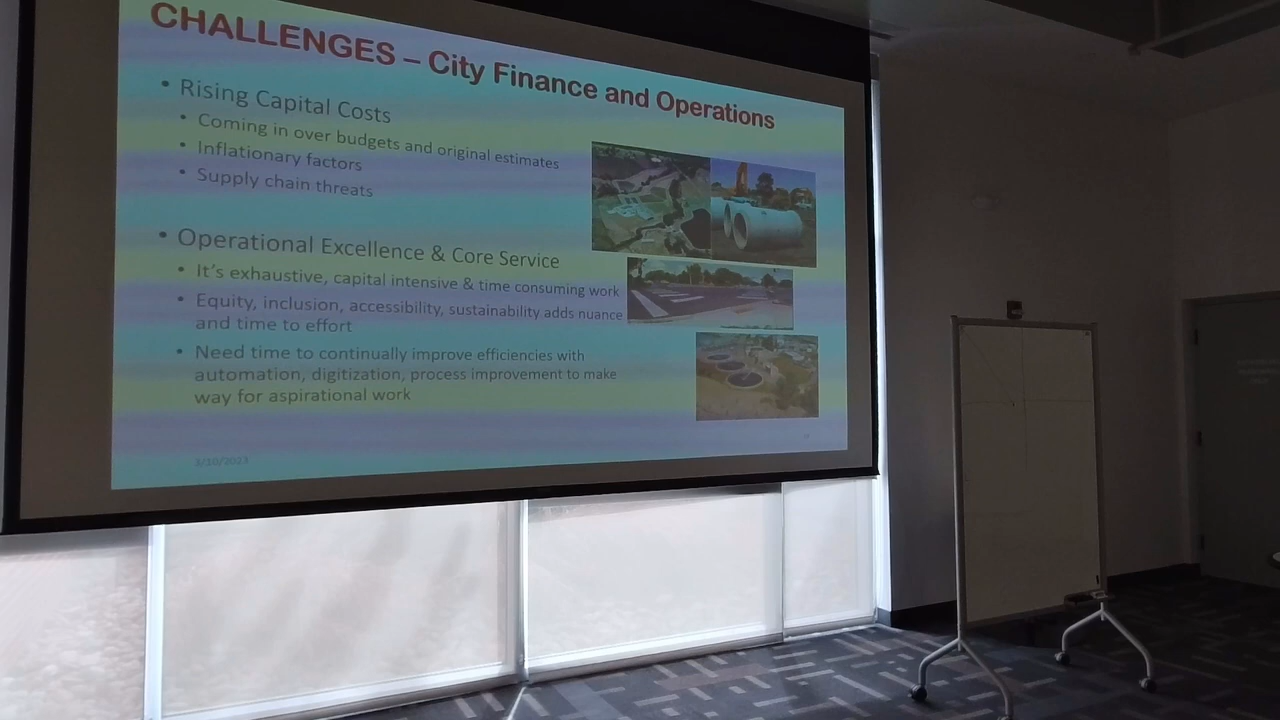 CHALLENGES – City Finance and Operations
• Rising Capital Costs
• Coming in over budgets and original estimates
• Inflationary factors
• Supply chain threats
• Operational Excellence & Core Service
• It's exhaustive, capital intensive & time consuming work
• Equity, inclusion, accessibility, sustainability adds nuance
and time to effort
• Need time to continually improve efficiencies with
automation, digitization, process improvement to make
way for aspirational work
3/10/2023